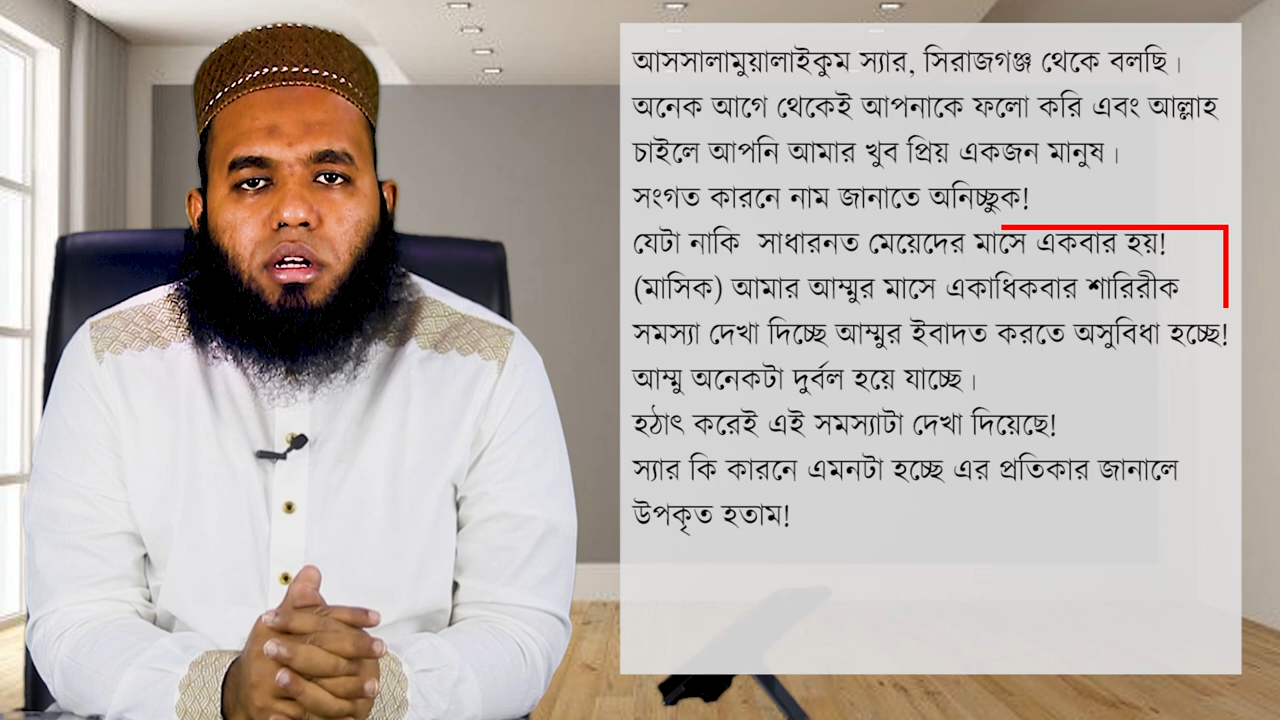 আসসালামুয়ালাইকুম স্যার, সিরাজগঞ্জ থেকে বলছি।
অনেক আগে থেকেই আপনাকে ফলো করি এবং আল্লাহ
চাইলে আপনি আমার খুব প্রিয় একজন মানুষ।
সংগত কারনে নাম জানাতে অনিচ্ছুক!
যেটা নাকি  সাধারনত মেয়েদের মাসে একবার হয়!
(মাসিক) আমার আম্মুর মাসে একাধিকবার শারিরীক
সমস্যা দেখা দিচ্ছে আম্মুর ইবাদত করতে অসুবিধা হচ্ছে!
আম্মু অনেকটা দুর্বল হয়ে যাচ্ছে।
হঠাৎ করেই এই সমস্যাটা দেখা দিয়েছে!
স্যার কি কারনে এমনটা হচ্ছে এর প্রতিকার জানালে
উপকৃত হতাম!